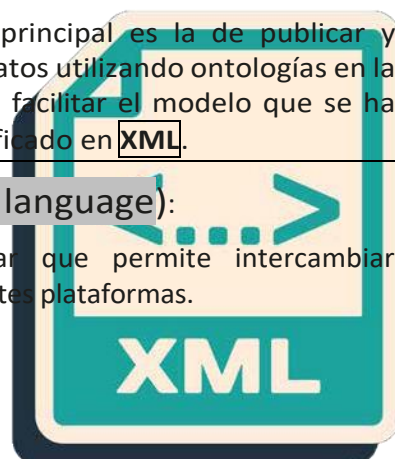 principal es la de publicar y
atos utilizando ontologías en la
facilitar el modelo que se ha
ficado en XML.
language):
<....>
ar que permite intercambiar
tes plataformas.
XML